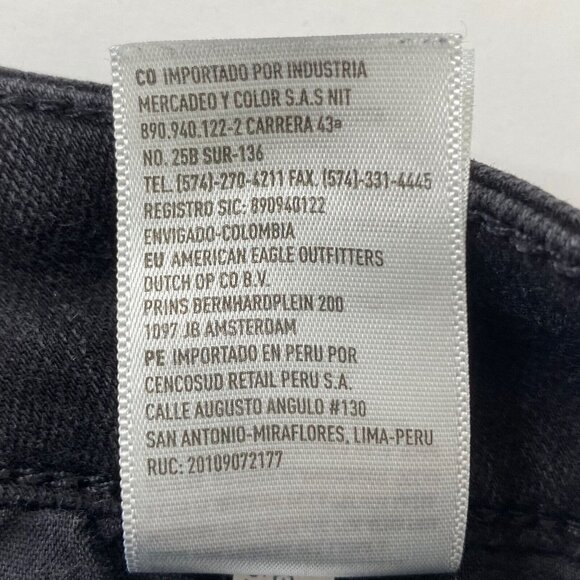 CO IMPORTADO POR INDUSTRIA
MERCADEO Y COLOR S.A.S NIT
890.940.122-2 CARRERA 43ª
NO. 25B SUR-136
TEL. (574)-270-4211 FAX. (574)-331-4445
REGISTRO SIC: 890940122
ENVIGADO-COLOMBIA
EU AMERICAN EAGLE OUTFITTERS
DUTCH OP CO B.V.
PRINS BERNHARDPLEIN 200
1097 JB AMSTERDAM
PE IMPORTADO EN PERU POR
CENCOSUD RETAIL PERU S.A.
CALLE AUGUSTO ANGULO #130
SAN ANTONIO-MIRAFLORES, LIMA-PERU
RUC: 20109072177